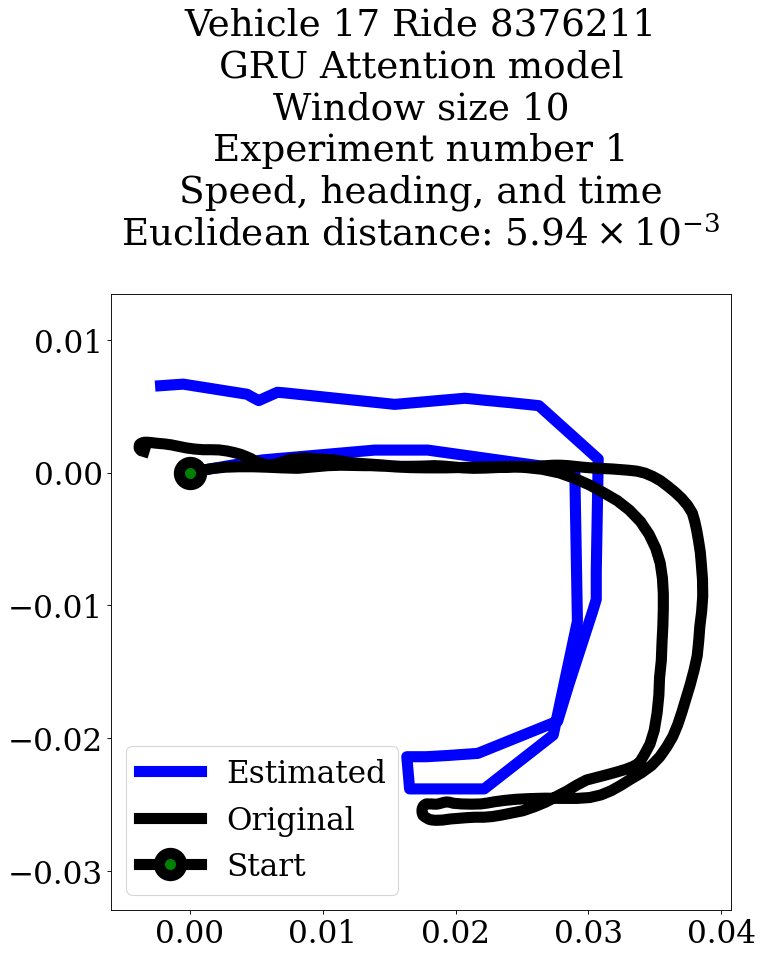 Vehicle 17 Ride 8376211
GRU Attention model
Window size 10
Experiment number 1
Speed, heading, and time
Euclidean distance: 5.94 × 10⁻³
0.01
0.00
−0.01
−0.02
−0.03
Estimated
Original
Start
0.00 0.01 0.02 0.03 0.04